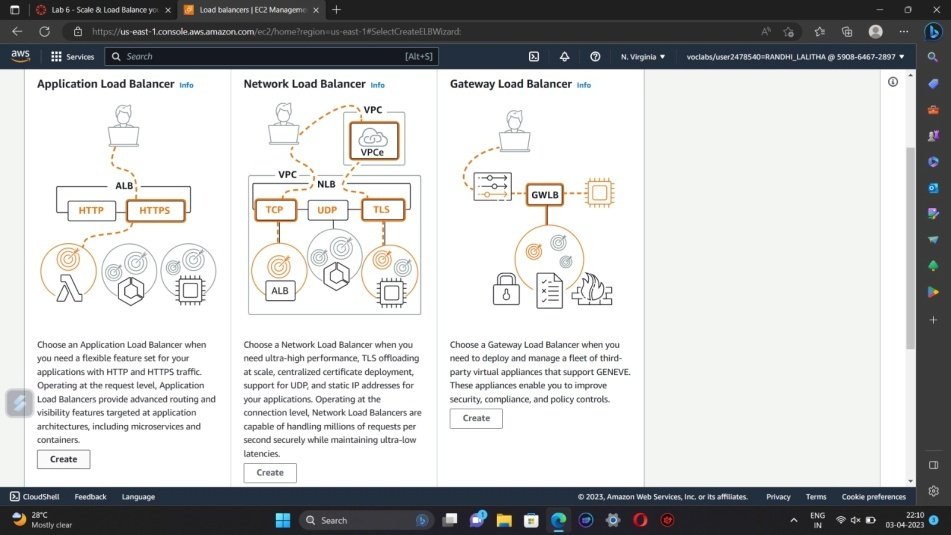 Lab 6 - Scale & Load Balance yo
Load balancers | EC2 Manageme
https://us-east-1.console.aws.amazon.com/ec2/home?region=us-east-1#SelectCreateELBWizard:
aws
Services
Search
[Alt+S]
N. Virginia
voclabs/user2478540=RANDHI_LALITHA @ 5908-6467-2897
Application Load Balancer Info
ALB
HTTP
HTTPS
Choose an Application Load Balancer when
you need a flexible feature set for your
applications with HTTP and HTTPS traffic.
Operating at the request level, Application
Load Balancers provide advanced routing and
visibility features targeted at application
architectures, including microservices and
containers.
Create
Network Load Balancer Info
VPC
VPCe
VPC
NLB
TCP
UDP
TLS
ALB
Choose a Network Load Balancer when you
need ultra-high performance, TLS offloading
at scale, centralized certificate deployment,
support for UDP, and static IP addresses for
your applications. Operating at the
connection level, Network Load Balancers are
capable of handling millions of requests per
second securely while maintaining ultra-low
latencies.
Create
Gateway Load Balancer Info
GWLB
Choose a Gateway Load Balancer when you
need to deploy and manage a fleet of third-
party virtual appliances that support GENEVE.
These appliances enable you to improve
security, compliance, and policy controls.
Create
CloudShell
Feedback
Language
© 2023, Amazon Web Services, Inc. or its affiliates.
Privacy
Terms
Cookie preferences
28°C
Mostly clear
Search
ENG
IN
22:10
03-04-2023